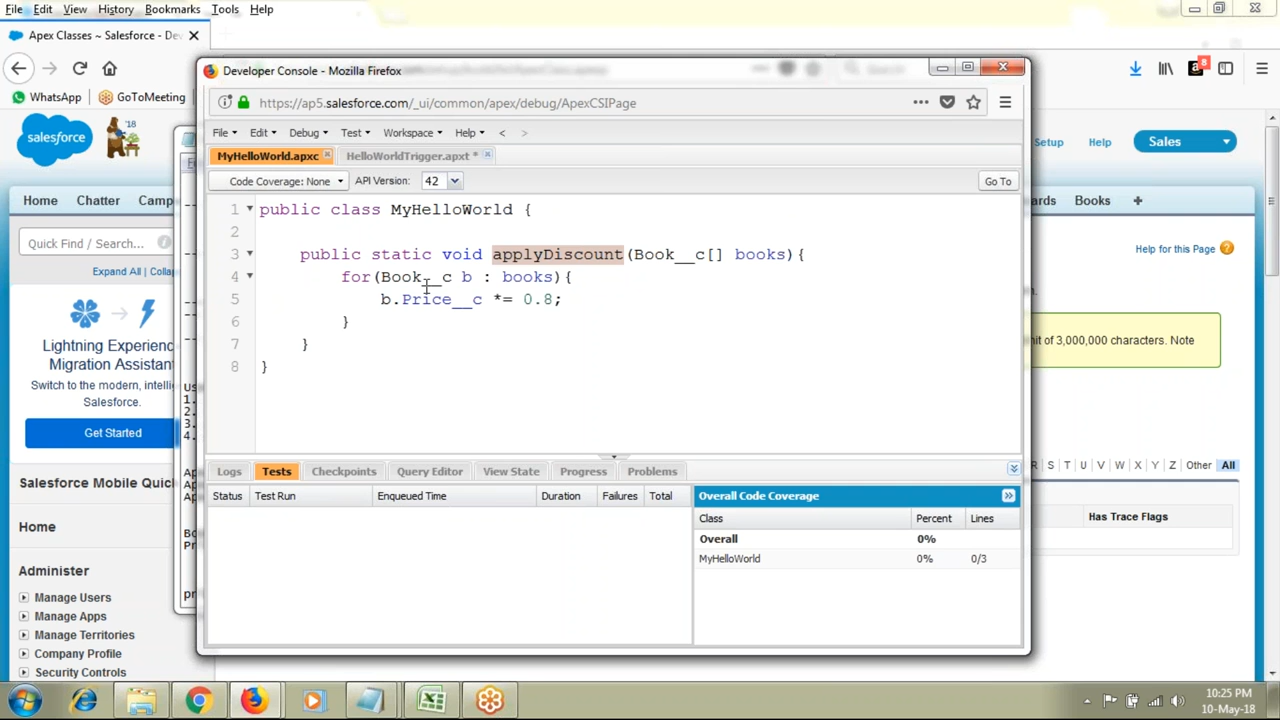 File Edit View History Bookmarks Tools Help
Apex Classes ~ Salesforce - De
WhatsApp GoToMeeting
8
Developer Console - Mozilla Firefox
https://ap5.salesforce.com/_ui/common/apex/debug/ApexCSIPage
salesforce '18
Setup Help Sales
File Edit Debug Test Workspace Help < >
MyHelloWorld.apxc HelloWorldTrigger.apxt *
Code Coverage: None API Version: 42 Go To
Home Chatter Camp
Books +
Quick Find / Search...
Expand All | Collap
Help for this Page
Lightning Experien
Migration Assistan
Switch to the modern, intelli
Salesforce.
Get Started
Salesforce Mobile Quick
Home
Administer
Manage Users
Manage Apps
Manage Territories
Company Profile
Security Controls
1 public class MyHelloWorld {
2
3 public static void applyDiscount(Book__c[] books){
4 for(Book__c b : books){
5 b.Price__c *= 0.8;
6 }
7 }
8 }
it of 3,000,000 characters. Note
R S T U V W X Y Z Other All
Has Trace Flags
Logs Tests Checkpoints Query Editor View State Progress Problems
Status Test Run Enqueued Time Duration Failures Total
Overall Code Coverage
Class Percent Lines
Overall 0%
MyHelloWorld 0% 0/3
10:25 PM
10-May-18